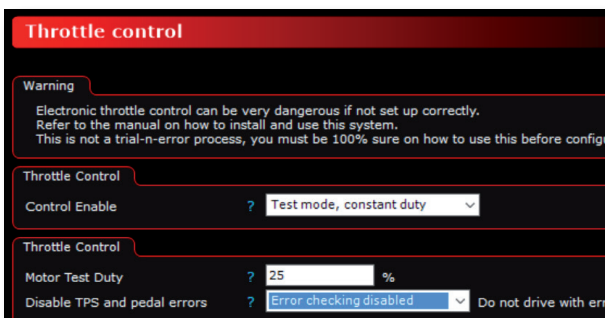 Throttle control
Warning
Electronic throttle control can be very dangerous if not set up correctly.
Refer to the manual on how to install and use this system.
This is not a trial-n-error process, you must be 100% sure on how to use this before
Throttle Control
Control Enable ? Test mode, constant duty
Throttle Control
Motor Test Duty ? 25 %
Disable TPS and pedal errors ? Error checking disabled Do not drive with